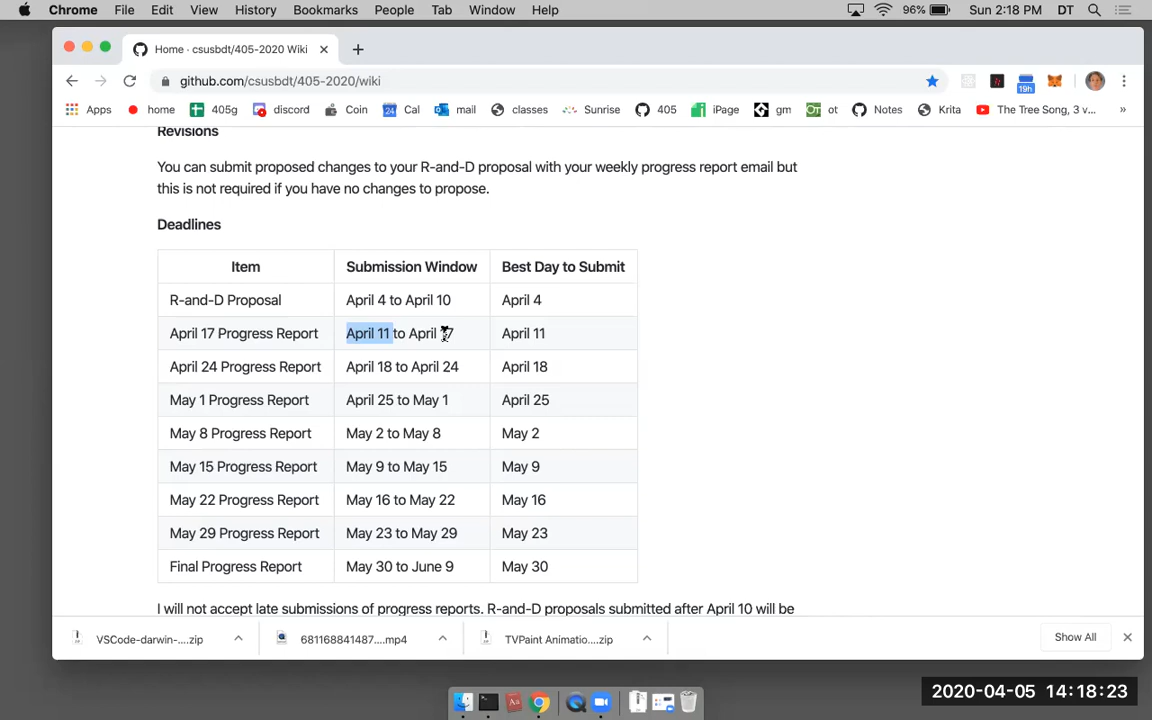 Chrome File Edit View History Bookmarks People Tab Window Help 96% Sun 2:18 PM DT
Home · csusbdt/405-2020 Wiki
github.com/csusbdt/405-2020/wiki
Apps home 405g discord Coin 24 Cal mail classes Sunrise 405 iPage gm ot Notes Krita The Tree Song, 3 v... »
19h
Revisions
You can submit proposed changes to your R-and-D proposal with your weekly progress report email but
this is not required if you have no changes to propose.
Deadlines
Item Submission Window Best Day to Submit
R-and-D Proposal April 4 to April 10 April 4
April 17 Progress Report April 11 to April 17 April 11
April 24 Progress Report April 18 to April 24 April 18
May 1 Progress Report April 25 to May 1 April 25
May 8 Progress Report May 2 to May 8 May 2
May 15 Progress Report May 9 to May 15 May 9
May 22 Progress Report May 16 to May 22 May 16
May 29 Progress Report May 23 to May 29 May 23
Final Progress Report May 30 to June 9 May 30
I will not accept late submissions of progress reports. R-and-D proposals submitted after April 10 will be
VSCode-darwin-....zip 681168841487....mp4 TVPaint Animatio....zip Show All
2020-04-05 14:18:23